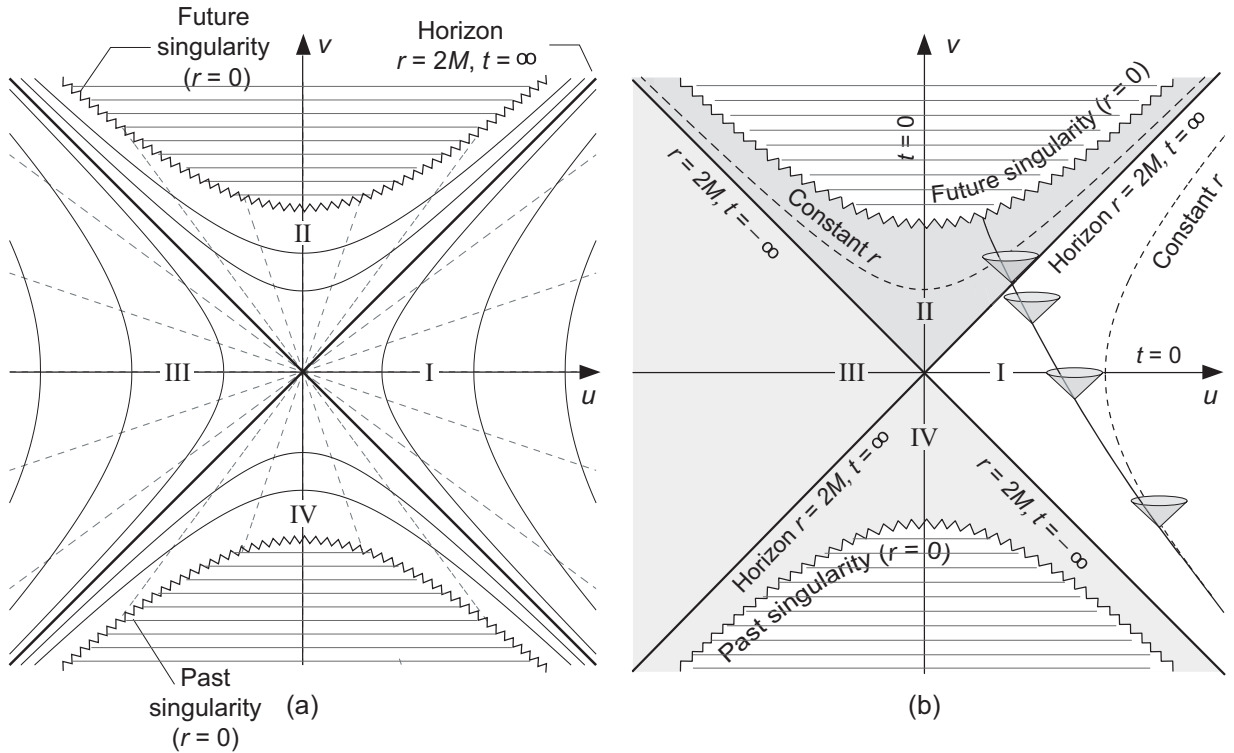 Future
singularity
(r = 0)
Horizon
r = 2M, t = ∞
v
II
III
I
u
IV
Past
singularity
(r = 0)
(a)
v
t = 0
Future singularity (r = 0)
r = 2M, t = − ∞
Constant r
Horizon r = 2M, t = ∞
Constant r
II
t = 0
III
I
u
IV
Horizon r = 2M, t = ∞
r = 2M, t = − ∞
Past singularity (r = 0)
(b)